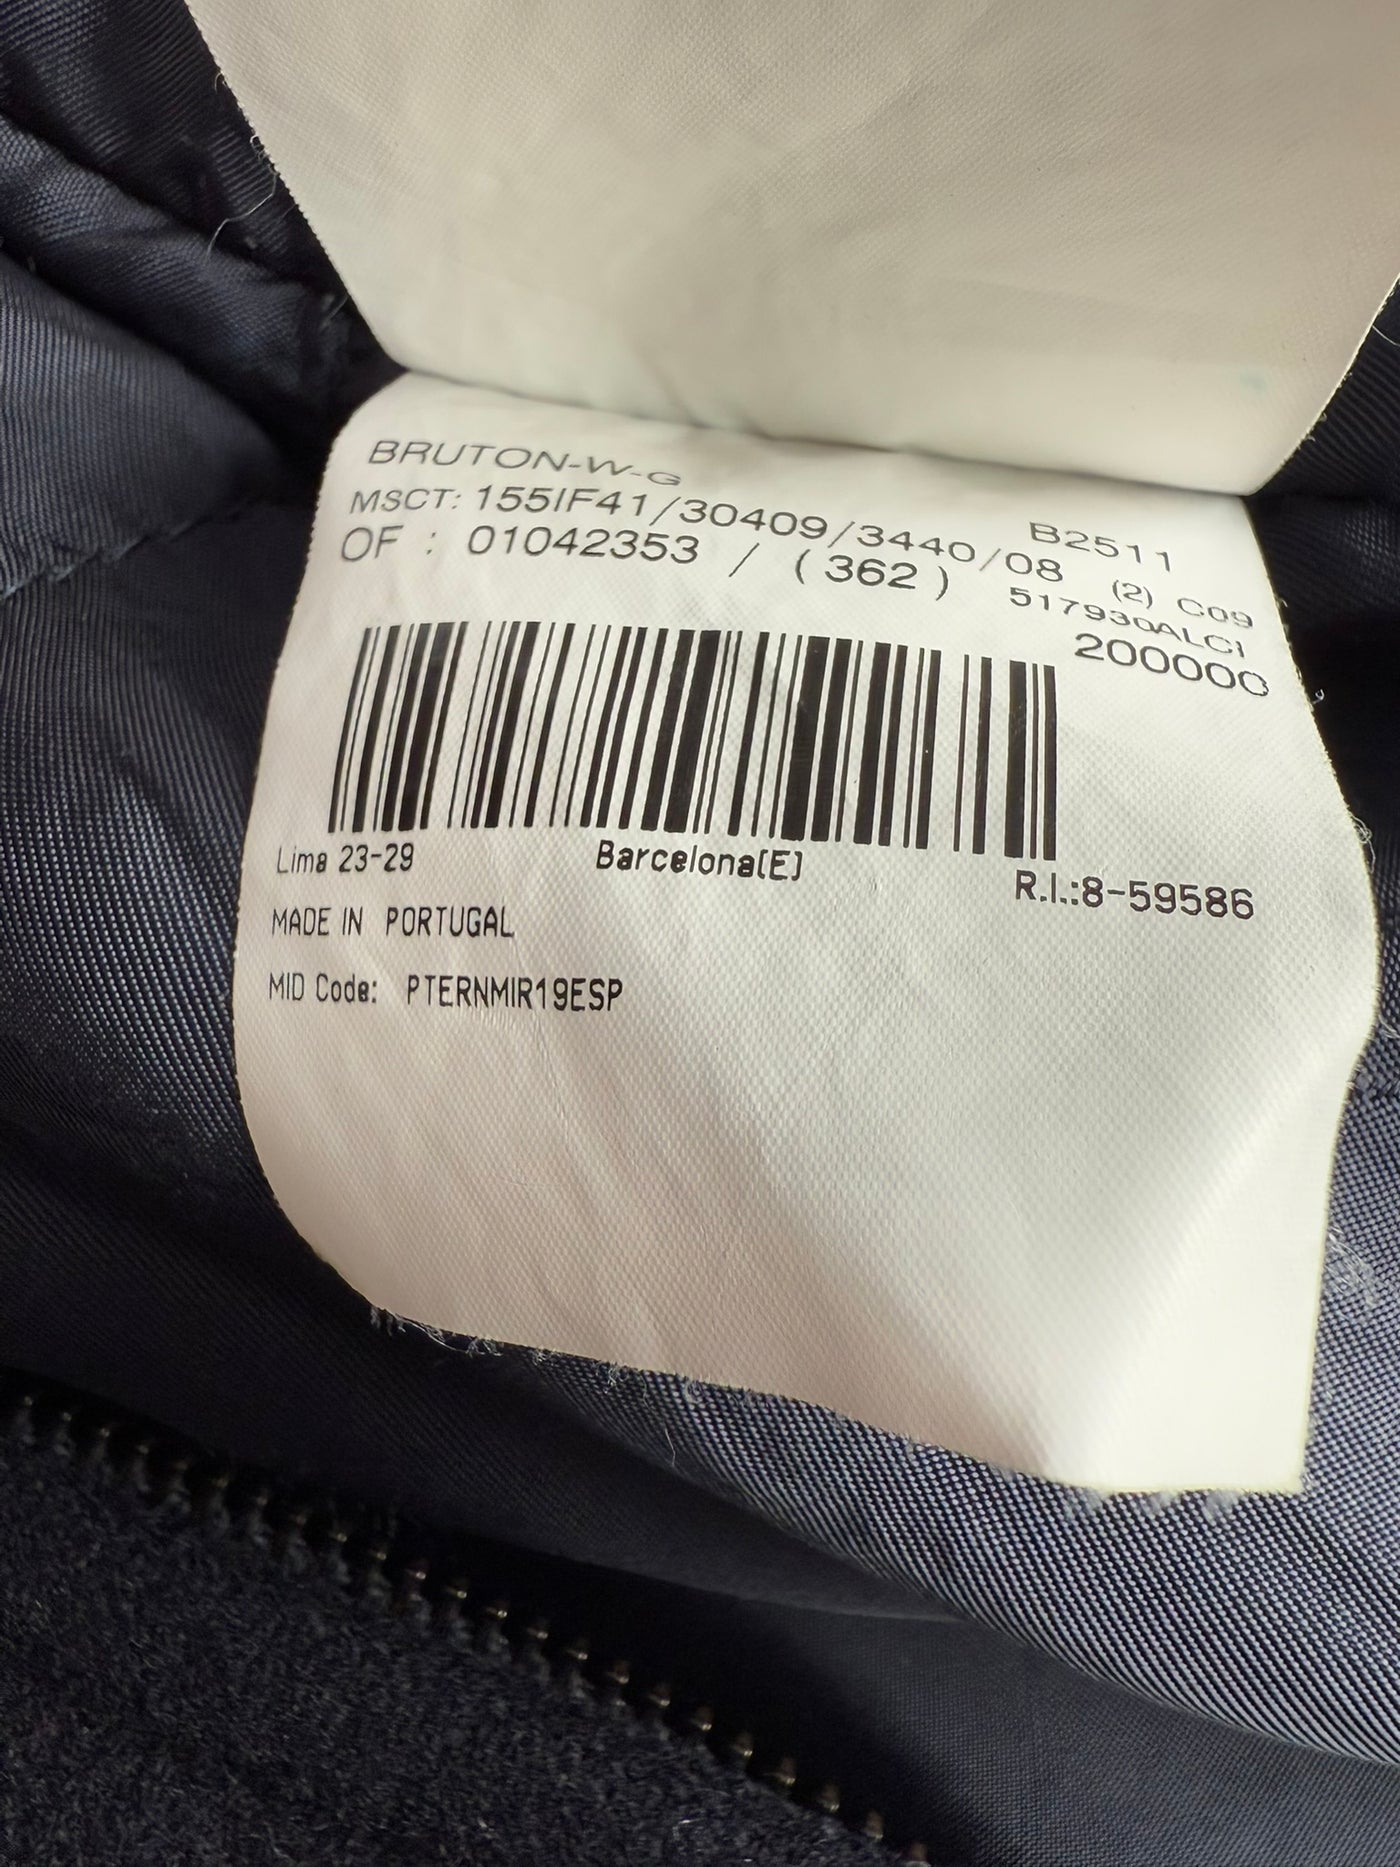 BRUTON-W-G
MSCT: 155IF41/30409/3440/08 B2511
OF : 01042353 / (362) (2) C09
517930ALCI
200000
Lima 23-29 Barcelona(E) R.I.:8-59586
MADE IN PORTUGAL
MID Code: PTERNMIR19ESP